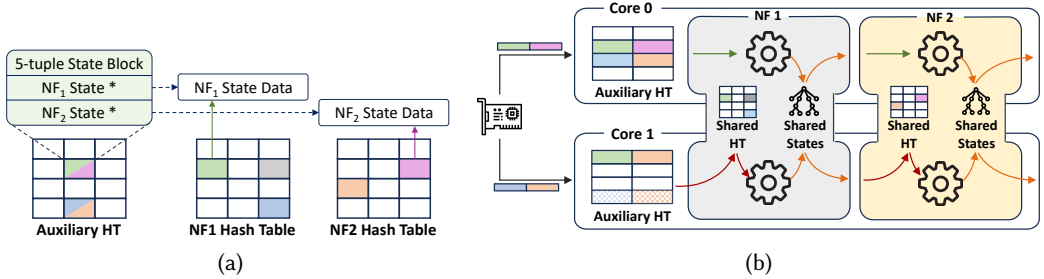 5-tuple State Block
NF1 State *
NF2 State *
NF1 State Data
NF2 State Data
Auxiliary HT
NF1 Hash Table
NF2 Hash Table
(a)
Core 0
NF 1
NF 2
Auxiliary HT
Shared HT
Shared States
Shared HT
Shared States
Core 1
Auxiliary HT
(b)